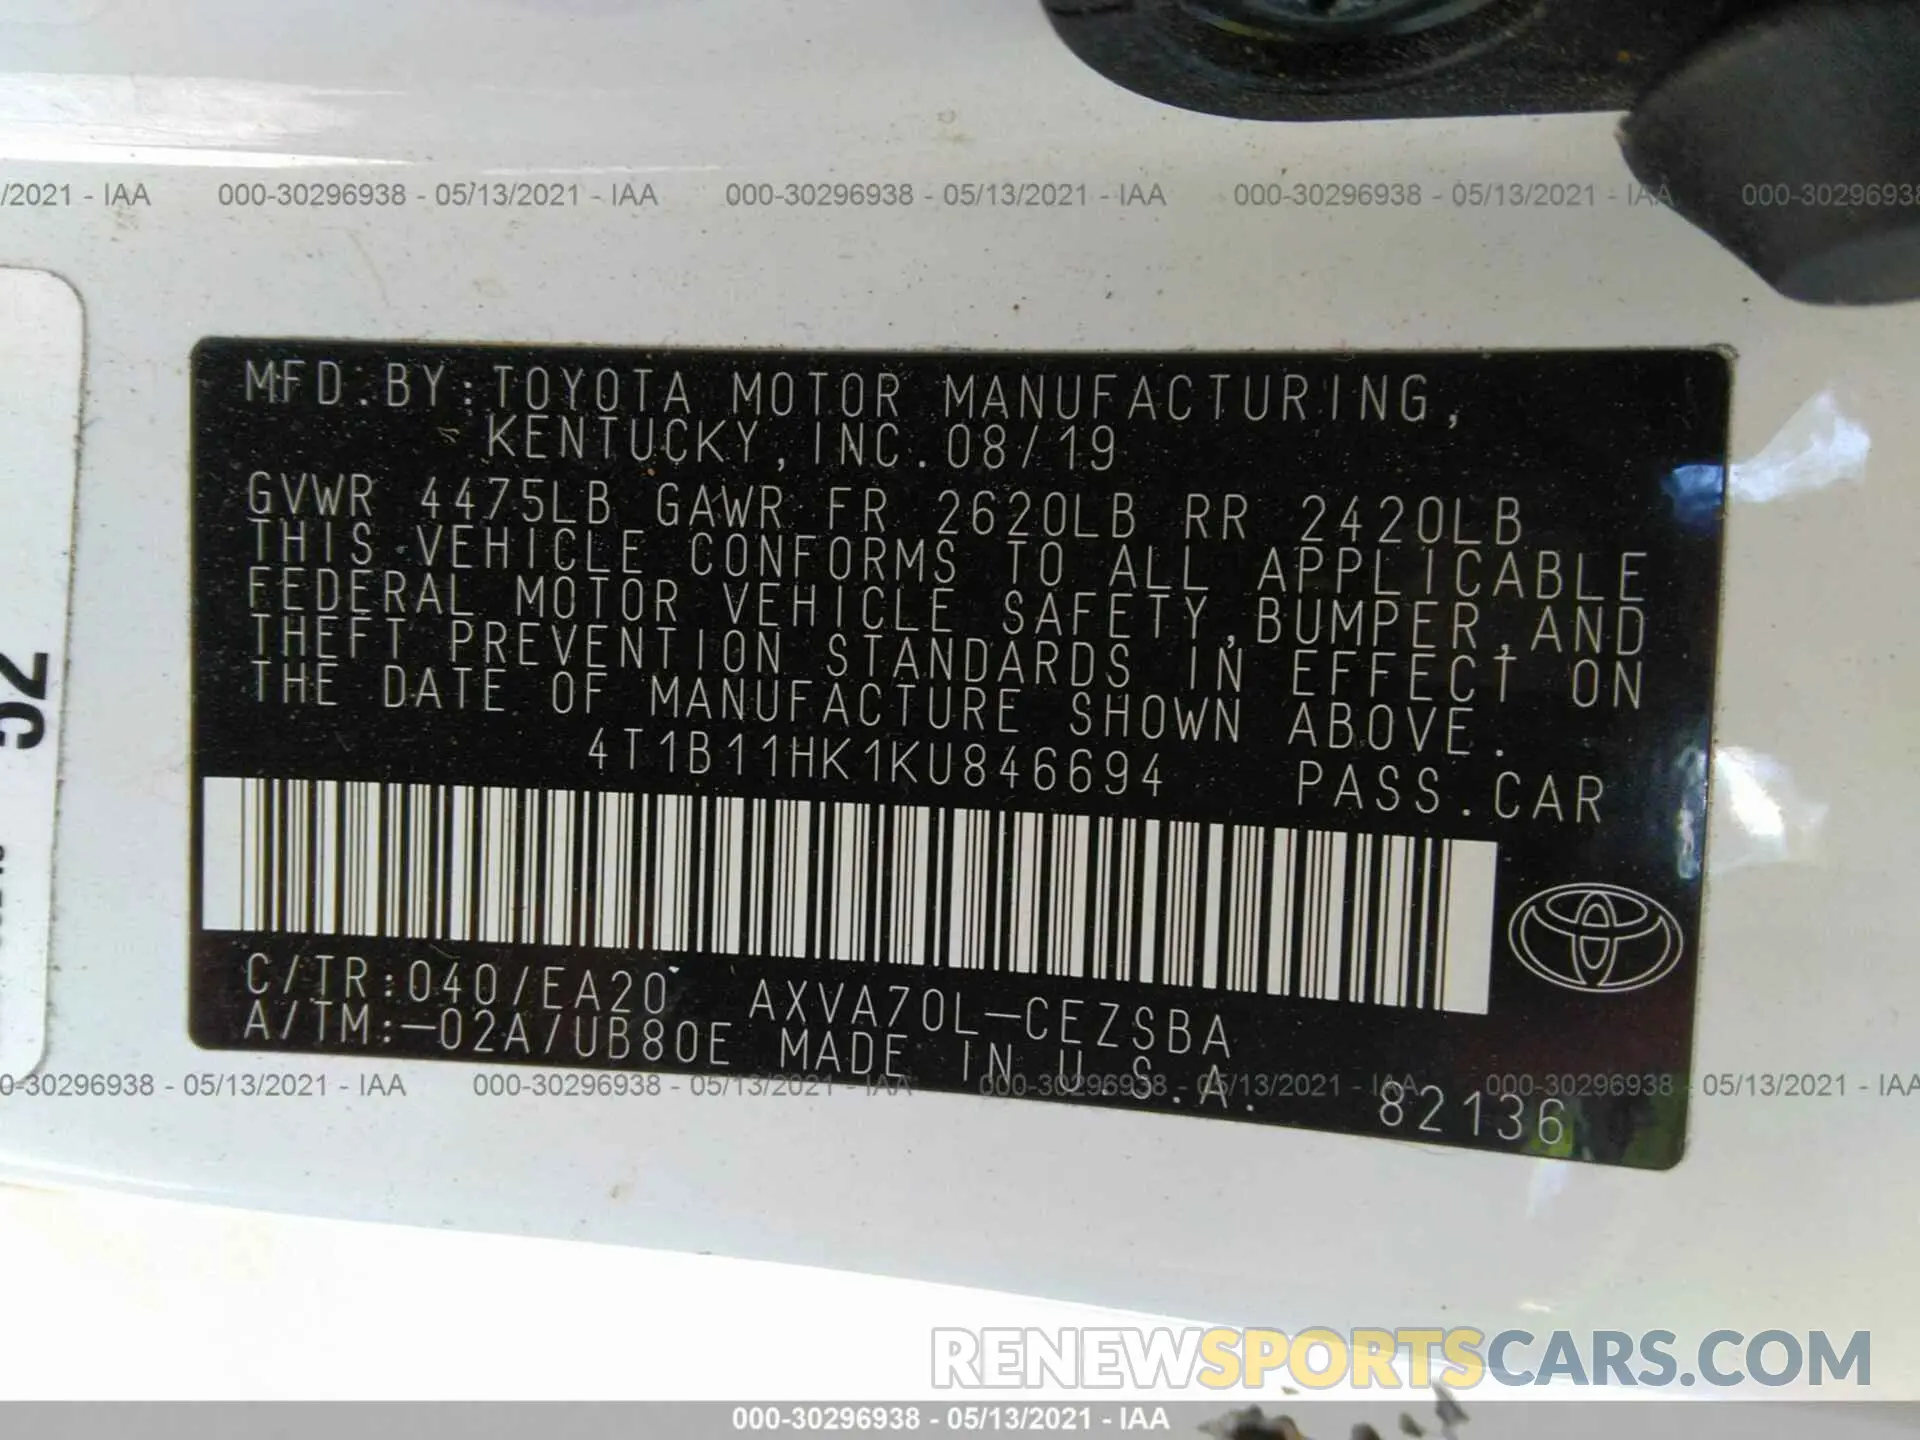 /2021 - IAA 000-30296938 - 05/13/2021 - IAA 000-30296938 - 05/13/2021 - IAA 000-30296938 - 05/13/2021 - IAA 000-30296938
MFD.BY:TOYOTA MOTOR MANUFACTURING,
KENTUCKY,INC.08/19
GVWR 4475LB GAWR FR 2620LB RR 2420LB
THIS VEHICLE CONFORMS TO ALL APPLICABLE
FEDERAL MOTOR VEHICLE SAFETY,BUMPER,AND
THEFT PREVENTION STANDARDS IN EFFECT ON
THE DATE OF MANUFACTURE SHOWN ABOVE.
52
4T1B11HK1KU846694 PASS.CAR
C/TR:040/EA20 AXVA70L-CEZSBA
A/TM:-02A/UB80E MADE IN U.S.A.
82136
0-30296938 - 05/13/2021 - IAA 000-30296938 - 05/13/2021 - IAA 000-30296938 - 05/13/2021 - IAA 000-30296938 - 05/13/2021 - IAA
RENEWSPORTSCARS.COM
000-30296938 - 05/13/2021 - IAA